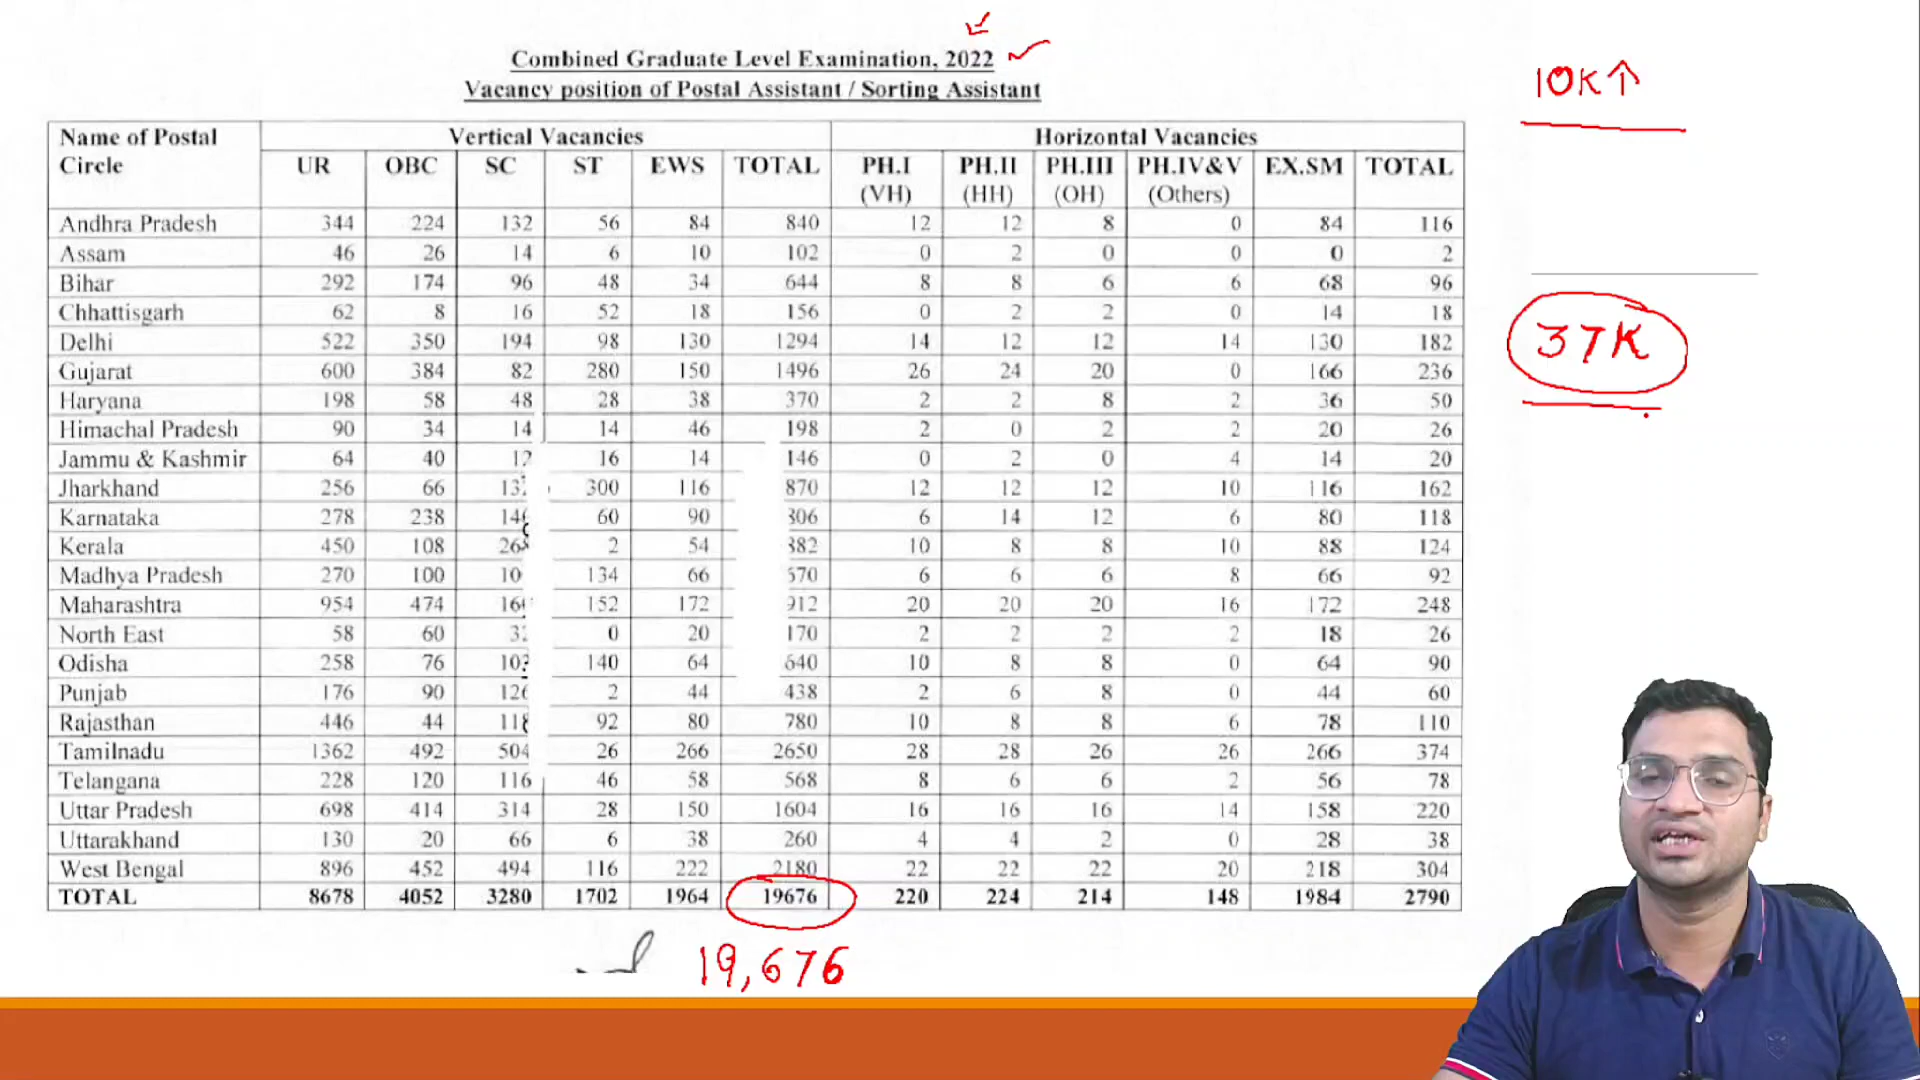 Combined Graduate Level Examination, 2022
Vacancy position of Postal Assistant / Sorting Assistant
10K↑
37K
Name of Postal Circle Vertical Vacancies Horizontal Vacancies
UR OBC SC ST EWS TOTAL PH.I (VH) PH.II (HH) PH.III (OH) PH.IV&V (Others) EX.SM TOTAL
Andhra Pradesh 344 224 132 56 84 840 12 12 8 0 84 116
Assam 46 26 14 6 10 102 0 2 0 0 0 2
Bihar 292 174 96 48 34 644 8 8 6 6 68 96
Chhattisgarh 62 8 16 52 18 156 0 2 2 0 14 18
Delhi 522 350 194 98 130 1294 14 12 12 14 130 182
Gujarat 600 384 82 280 150 1496 26 24 20 0 166 236
Haryana 198 58 48 28 38 370 2 2 8 2 36 50
Himachal Pradesh 90 34 14 14 46 198 2 0 2 2 20 26
Jammu & Kashmir 64 40 12 16 14 146 0 2 0 4 14 20
Jharkhand 256 66 300 116 870 12 12 12 10 116 162
Karnataka 278 238 60 90 6 14 12 6 80 118
Kerala 450 108 2 54 10 8 8 10 88 124
Madhya Pradesh 270 100 134 66 6 6 6 8 66 92
Maharashtra 954 474 152 172 20 20 20 16 172 248
North East 58 60 0 20 170 2 2 2 2 18 26
Odisha 258 76 140 64 640 10 8 8 0 64 90
Punjab 176 90 2 44 438 2 6 8 0 44 60
Rajasthan 446 44 118 92 80 780 10 8 8 6 78 110
Tamilnadu 1362 492 504 26 266 2650 28 28 26 26 266 374
Telangana 228 120 116 46 58 568 8 6 6 2 56 78
Uttar Pradesh 698 414 314 28 150 1604 16 16 16 14 158 220
Uttarakhand 130 20 66 6 38 260 4 4 2 0 28 38
West Bengal 896 452 494 116 222 2180 22 22 22 20 218 304
TOTAL 8678 4052 3280 1702 1964 19676 220 224 214 148 1984 2790
19,676